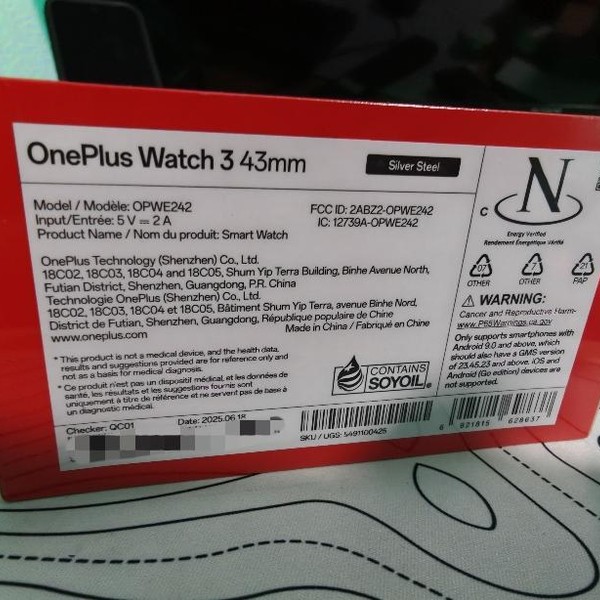 OnePlus Watch 3 43mm
Silver Steel
Model / Modèle: OPWE242
Input/Entrée: 5 V ⎓ 2 A
Product Name / Nom du produit: Smart Watch
FCC ID: 2ABZ2-OPWE242
IC: 12739A-OPWE242
OnePlus Technology (Shenzhen) Co., Ltd.
18C02, 18C03, 18C04 and 18C05, Shum Yip Terra Building, Binhe Avenue North,
Futian District, Shenzhen, Guangdong, P.R. China
Technologie OnePlus (Shenzhen) Co., Ltd.
18C02, 18C03, 18C04 et 18C05, Bâtiment Shum Yip Terra, avenue Binhe Nord,
District de Futian, Shenzhen, Guangdong, République populaire de Chine
www.oneplus.com
Made in China / Fabriqué en Chine
* This product is not a medical device, and the health data,
results and suggestions provided are for reference only and
not as a basis for medical diagnosis.
* Ce produit n'est pas un dispositif médical, et les données de
santé, les résultats et les suggestions fournis sont
uniquement à titre de référence et ne servent pas de base à
un diagnostic médical.
CONTAINS
SOYOIL
®
Checker: QC01
Date: 2025.06.18
SKU / UGS: 5491100425
C
N
Energy Verified
Rendement Énergétique Vérifié
07
OTHER
7
OTHER
21
PAP
⚠ WARNING:
Cancer and Reproductive Harm-
www.P65Warnings.ca.gov
Only supports smartphones with
Android 9.0 and above, which
should also have a GMS version
of 23.45.23 and above. iOS and
Android (Go edition) devices are
not supported.
6 921815 628637